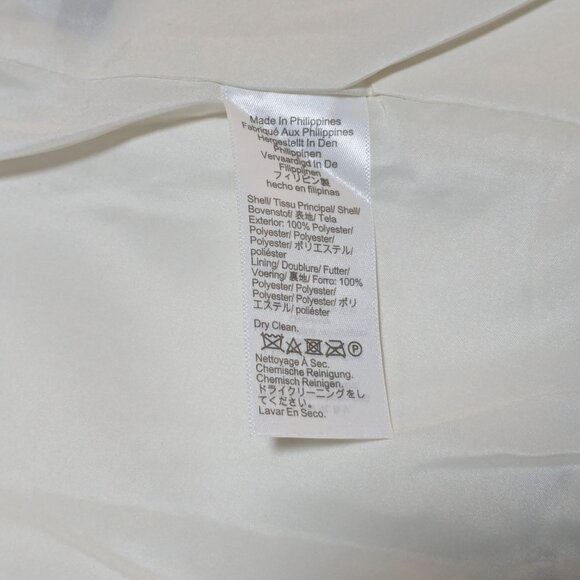 Made In Philippines
Fabriqué Aux Philippines
Hergestellt In Den
Philippinen
Vervaardigd In De
Filippijnen
フィリピン製
hecho en filipinas
Shell/ Tissu Principal/ Shell/
Bovenstof/ 表地/ Tela
Exterior: 100% Polyester/
Polyester/ Polyester/
Polyester/ ポリエステル/
poliéster
Lining/ Doublure/ Futter/
Voering/ 裏地/ Forro: 100%
Polyester/ Polyester/
Polyester/ Polyester/ ポリ
エステル/ poliéster
Dry Clean.
P
Nettoyage À Sec.
Chemische Reinigung.
Chemisch Reinigen.
ドライクリーニングをし
てください。
Lavar En Seco.